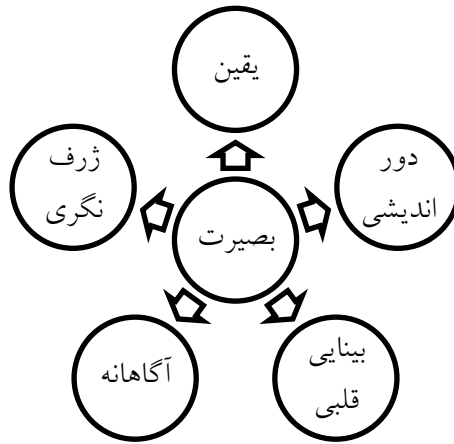 یقین
دور
اندیشی
ژرف
نگری
بصیرت
بینایی
قلبی
آگاهانه